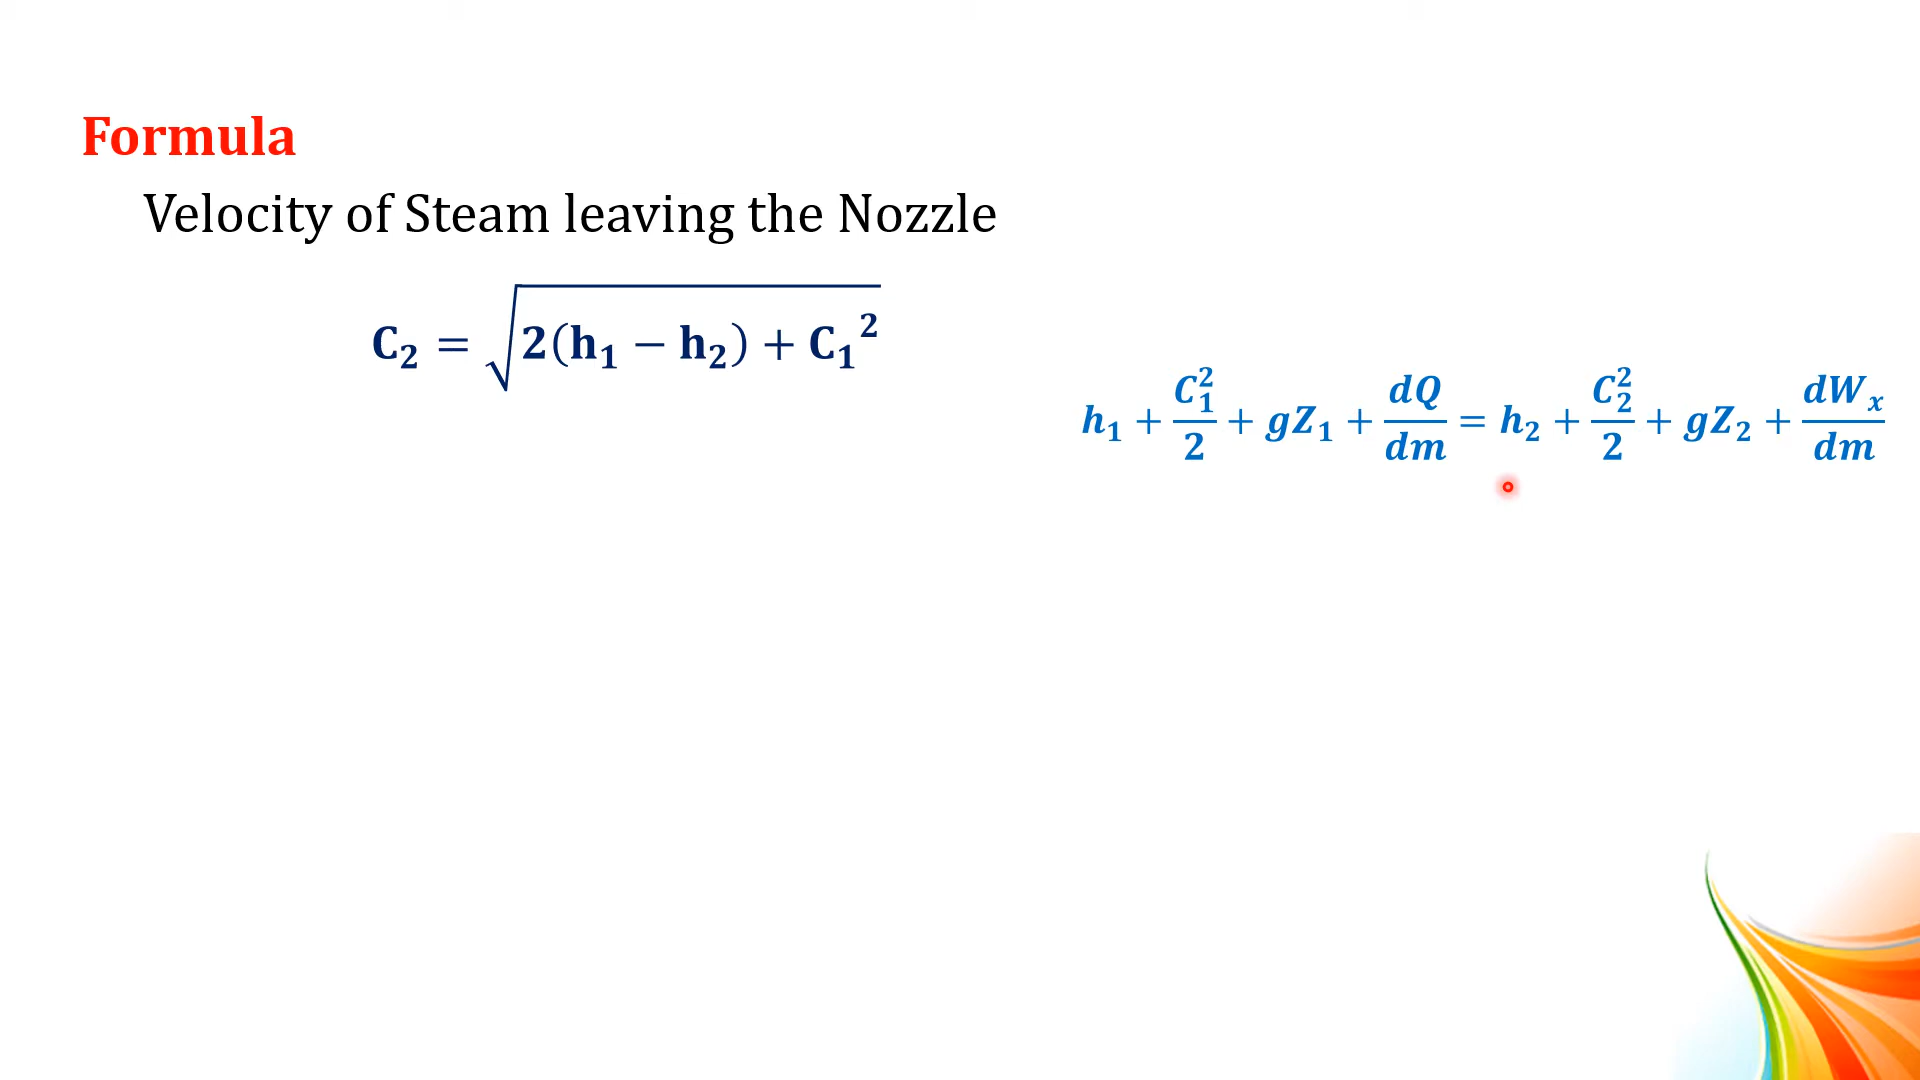 Formula
Velocity of Steam leaving the Nozzle
C₂ = √(2(h₁ − h₂) + C₁²)
h₁ + C₁²/2 + gZ₁ + dQ/dm = h₂ + C₂²/2 + gZ₂ + dWₓ/dm